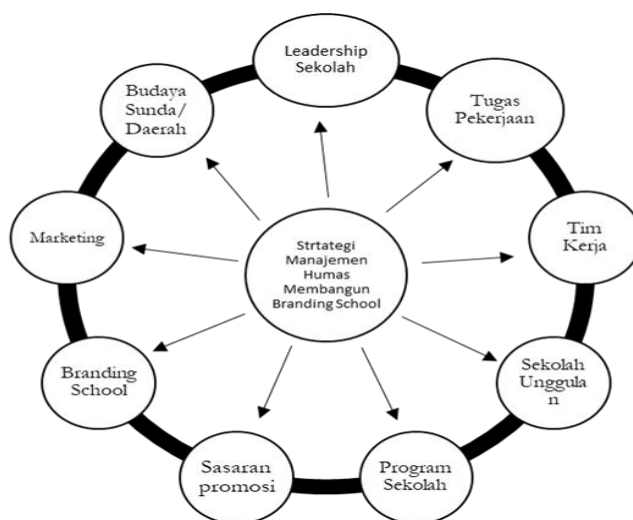 Leadership
Sekolah
Tugas
Pekerjaan
Tim
Kerja
Sekolah
Unggula
n
Program
Sekolah
Sasaran
promosi
Branding
School
Marketing
Budaya
Sunda/
Daerah
Strtategi
Manajemen
Humas
Membangun
Branding School